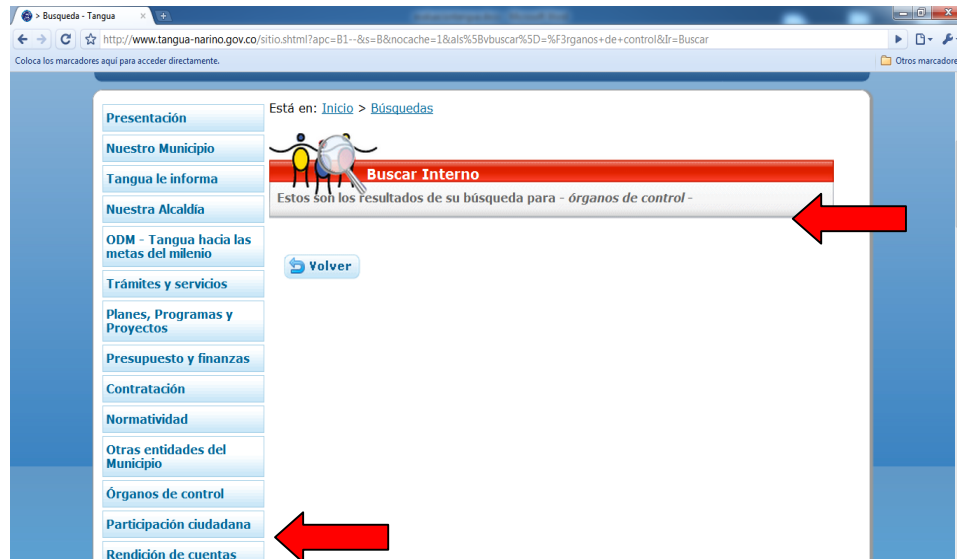 > Busqueda - Tan
http://www.tangua-narino.gov.co/sitio.shtml?apc=B1--&s=B&nocache=1&als%5Bvbuscar%5D=%F3rganos+de+control&Ir=Buscar
Coloca los marcadores aquí para acceder directamente.
Otros marcadore
Está en: Inicio > Búsquedas
Buscar Interno
Estos son los resultados de su búsqueda para - órganos de control -
Volver
Presentación
Nuestro Municipio
Tangua le informa
Nuestra Alcaldía
ODM - Tangua hacia las
metas del milenio
Trámites y servicios
Planes, Programas y
Proyectos
Presupuesto y finanzas
Contratación
Normatividad
Otras entidades del
Municipio
Órganos de control
Participación ciudadana
Rendición de cuentas